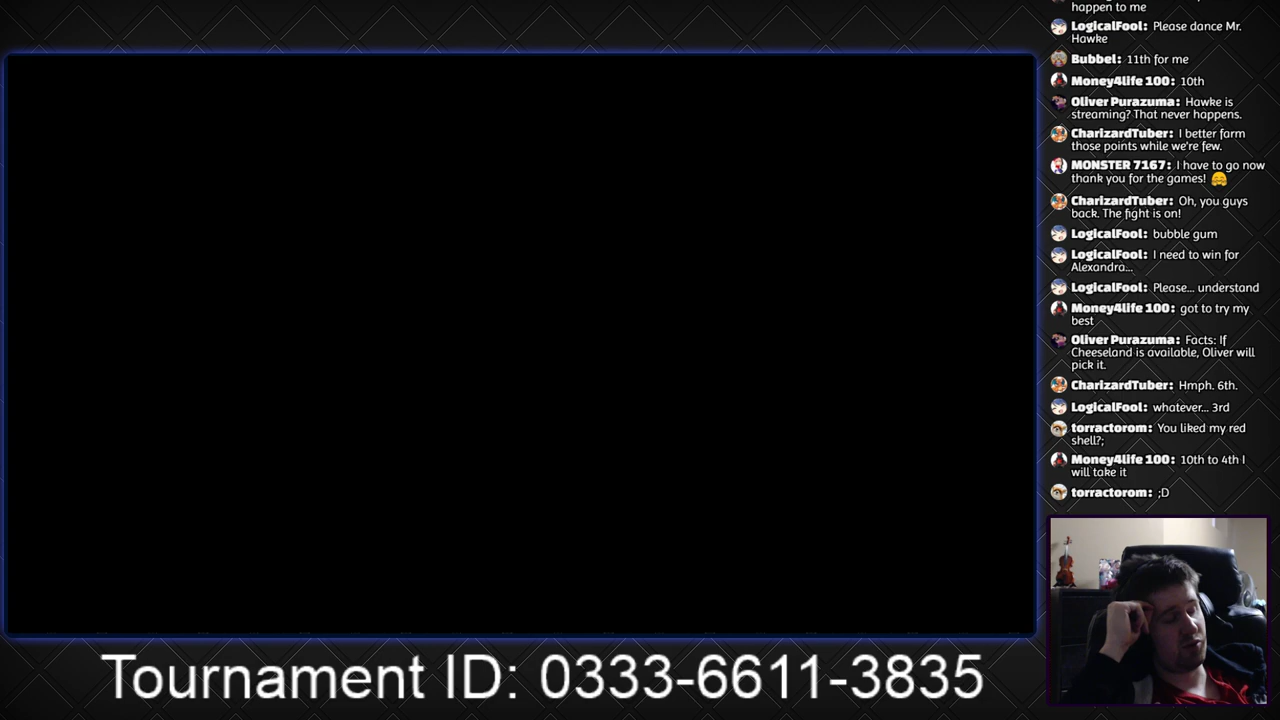 happen to me
LogicalFool: Please dance Mr.
Hawke
Bubbel: 11th for me
Money4life 100: 10th
Oliver Purazuma: Hawke is
streaming? That never happens.
CharizardTuber: I better farm
those points while we're few.
MONSTER 7167: I have to go now
thank you for the games! 🤗
CharizardTuber: Oh, you guys
back. The fight is on!
LogicalFool: bubble gum
LogicalFool: I need to win for
Alexandra...
LogicalFool: Please... understand
Money4life 100: got to try my
best
Oliver Purazuma: Facts: If
Cheeseland is available, Oliver will
pick it.
CharizardTuber: Hmph. 6th.
LogicalFool: whatever... 3rd
torractorom: You liked my red
shell?;
Money4life 100: 10th to 4th I
will take it
torractorom: ;D
Tournament ID: 0333-6611-3835